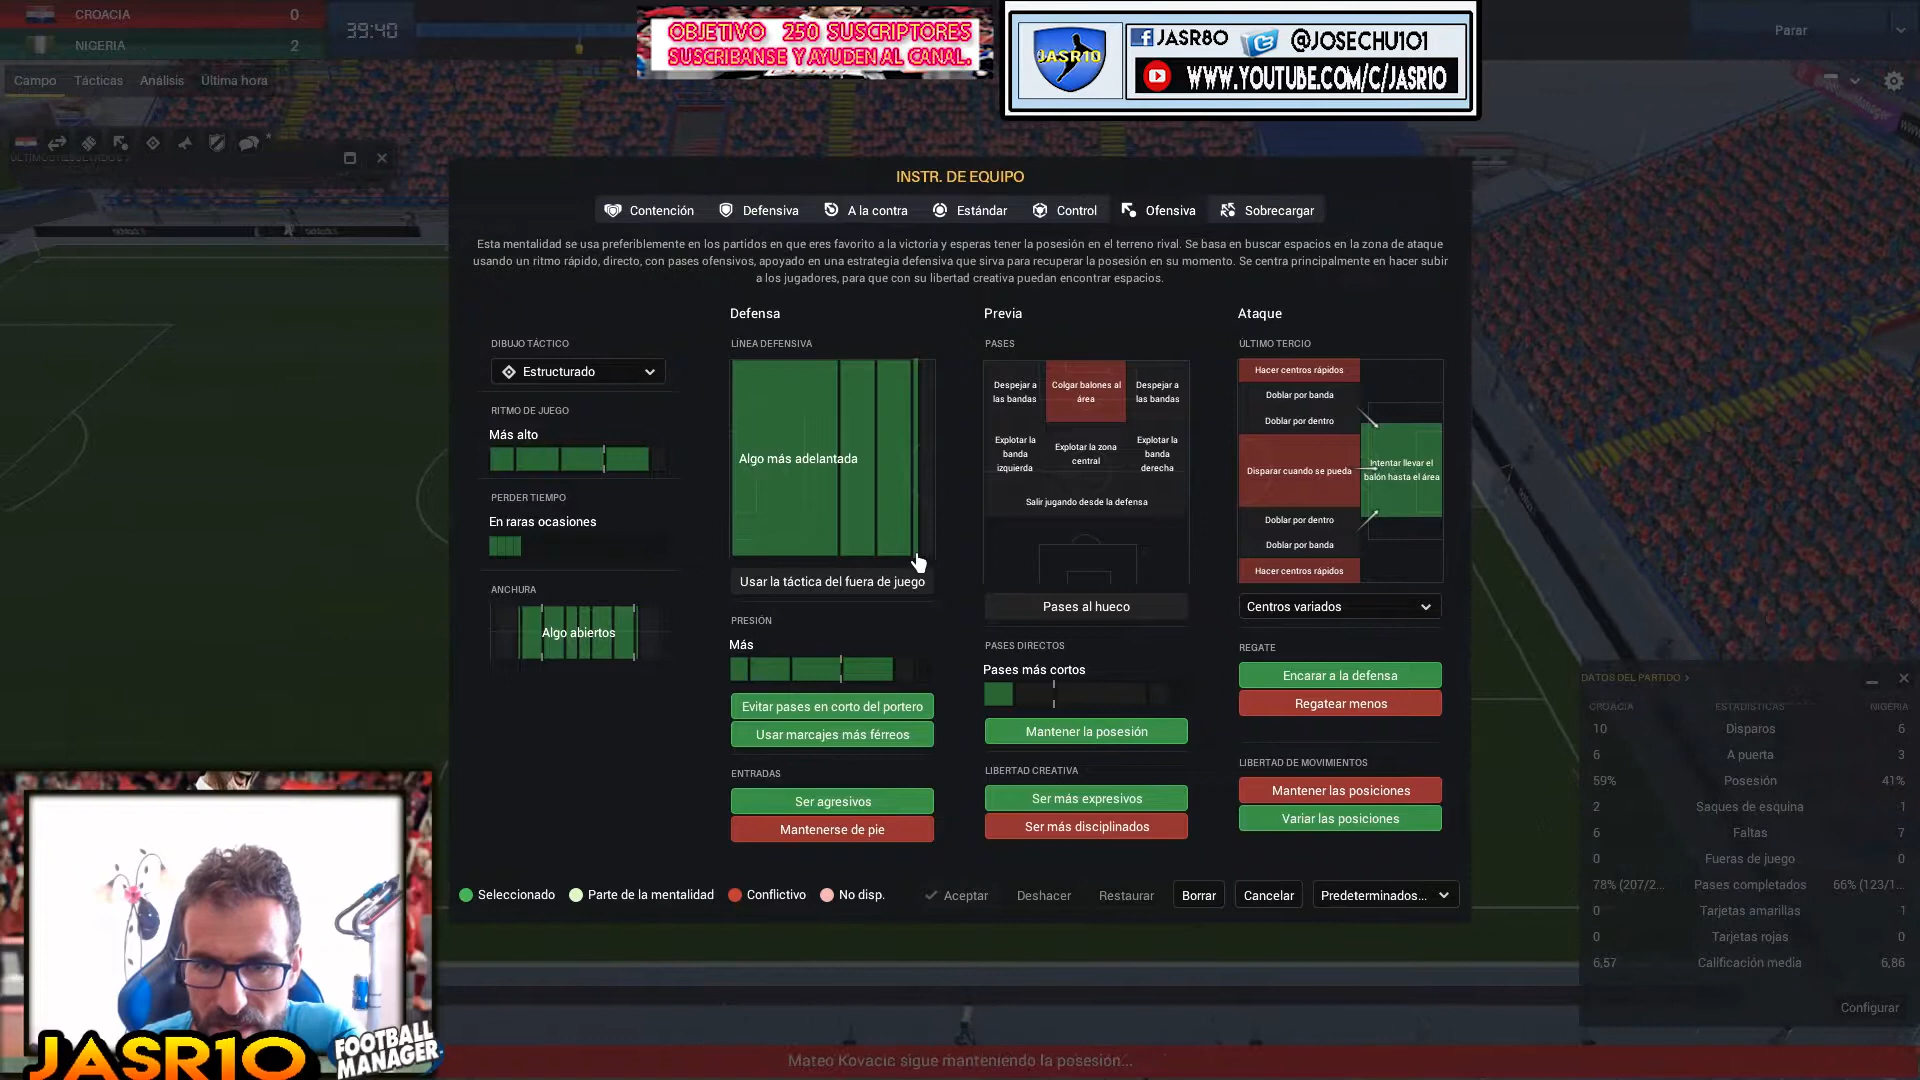 CROACIA 0
NIGERIA 2
39:40
OBJETIVO 250 SUSCRIPTORES
SUSCRIBANSE Y AYUDEN AL CANAL.
JASR10
JASR80 @JOSECHU101
WWW.YOUTUBE.COM/C/JASR10
Parar
Campo Tácticas Análisis Última hora
INSTR. DE EQUIPO
Contención Defensiva A la contra Estándar Control Ofensiva Sobrecargar
Esta mentalidad se usa preferiblemente en los partidos en que eres favorito a la victoria y esperas tener la posesión en el terreno rival. Se basa en buscar espacios en la zona de ataque
usando un ritmo rápido, directo, con pases ofensivos, apoyado en una estrategia defensiva que sirva para recuperar la posesión en su momento. Se centra principalmente en hacer subir
a los jugadores, para que con su libertad creativa puedan encontrar espacios.
DIBUJO TÁCTICO
Estructurado
RITMO DE JUEGO
Más alto
PERDER TIEMPO
En raras ocasiones
ANCHURA
Algo abiertos
Defensa
LÍNEA DEFENSIVA
Algo más adelantada
Usar la táctica del fuera de juego
PRESIÓN
Más
Evitar pases en corto del portero
Usar marcajes más férreos
ENTRADAS
Ser agresivos
Mantenerse de pie
Previa
PASES
Despejar a
las bandas
Colgar balones al
área
Despejar a
las bandas
Explotar la
banda
izquierda
Explotar la zona
central
Explotar la
banda
derecha
Salir jugando desde la defensa
Pases al hueco
PASES DIRECTOS
Pases más cortos
Mantener la posesión
LIBERTAD CREATIVA
Ser más expresivos
Ser más disciplinados
Ataque
ÚLTIMO TERCIO
Hacer centros rápidos
Doblar por banda
Doblar por dentro
Disparar cuando se pueda
Intentar llevar el
balón hasta el área
Doblar por dentro
Doblar por banda
Hacer centros rápidos
Centros variados
REGATE
Encarar a la defensa
Regatear menos
LIBERTAD DE MOVIMIENTOS
Mantener las posiciones
Variar las posiciones
Seleccionado Parte de la mentalidad Conflictivo No disp. Aceptar Deshacer Restaurar Borrar Cancelar Predeterminados...
DATOS DEL PARTIDO >
CROACIA ESTADÍSTICAS NIGERIA
10 Disparos 6
6 A puerta 3
59% Posesión 41%
2 Saques de esquina 1
6 Faltas 7
0 Fueras de juego 0
78% (207/2... Pases completados 66% (123/1...
0 Tarjetas amarillas 1
0 Tarjetas rojas 0
6,57 Calificación media 6,86
Configurar
JASR10
FOOTBALL
MANAGER
Mateo Kovacic sigue manteniendo la posesión...